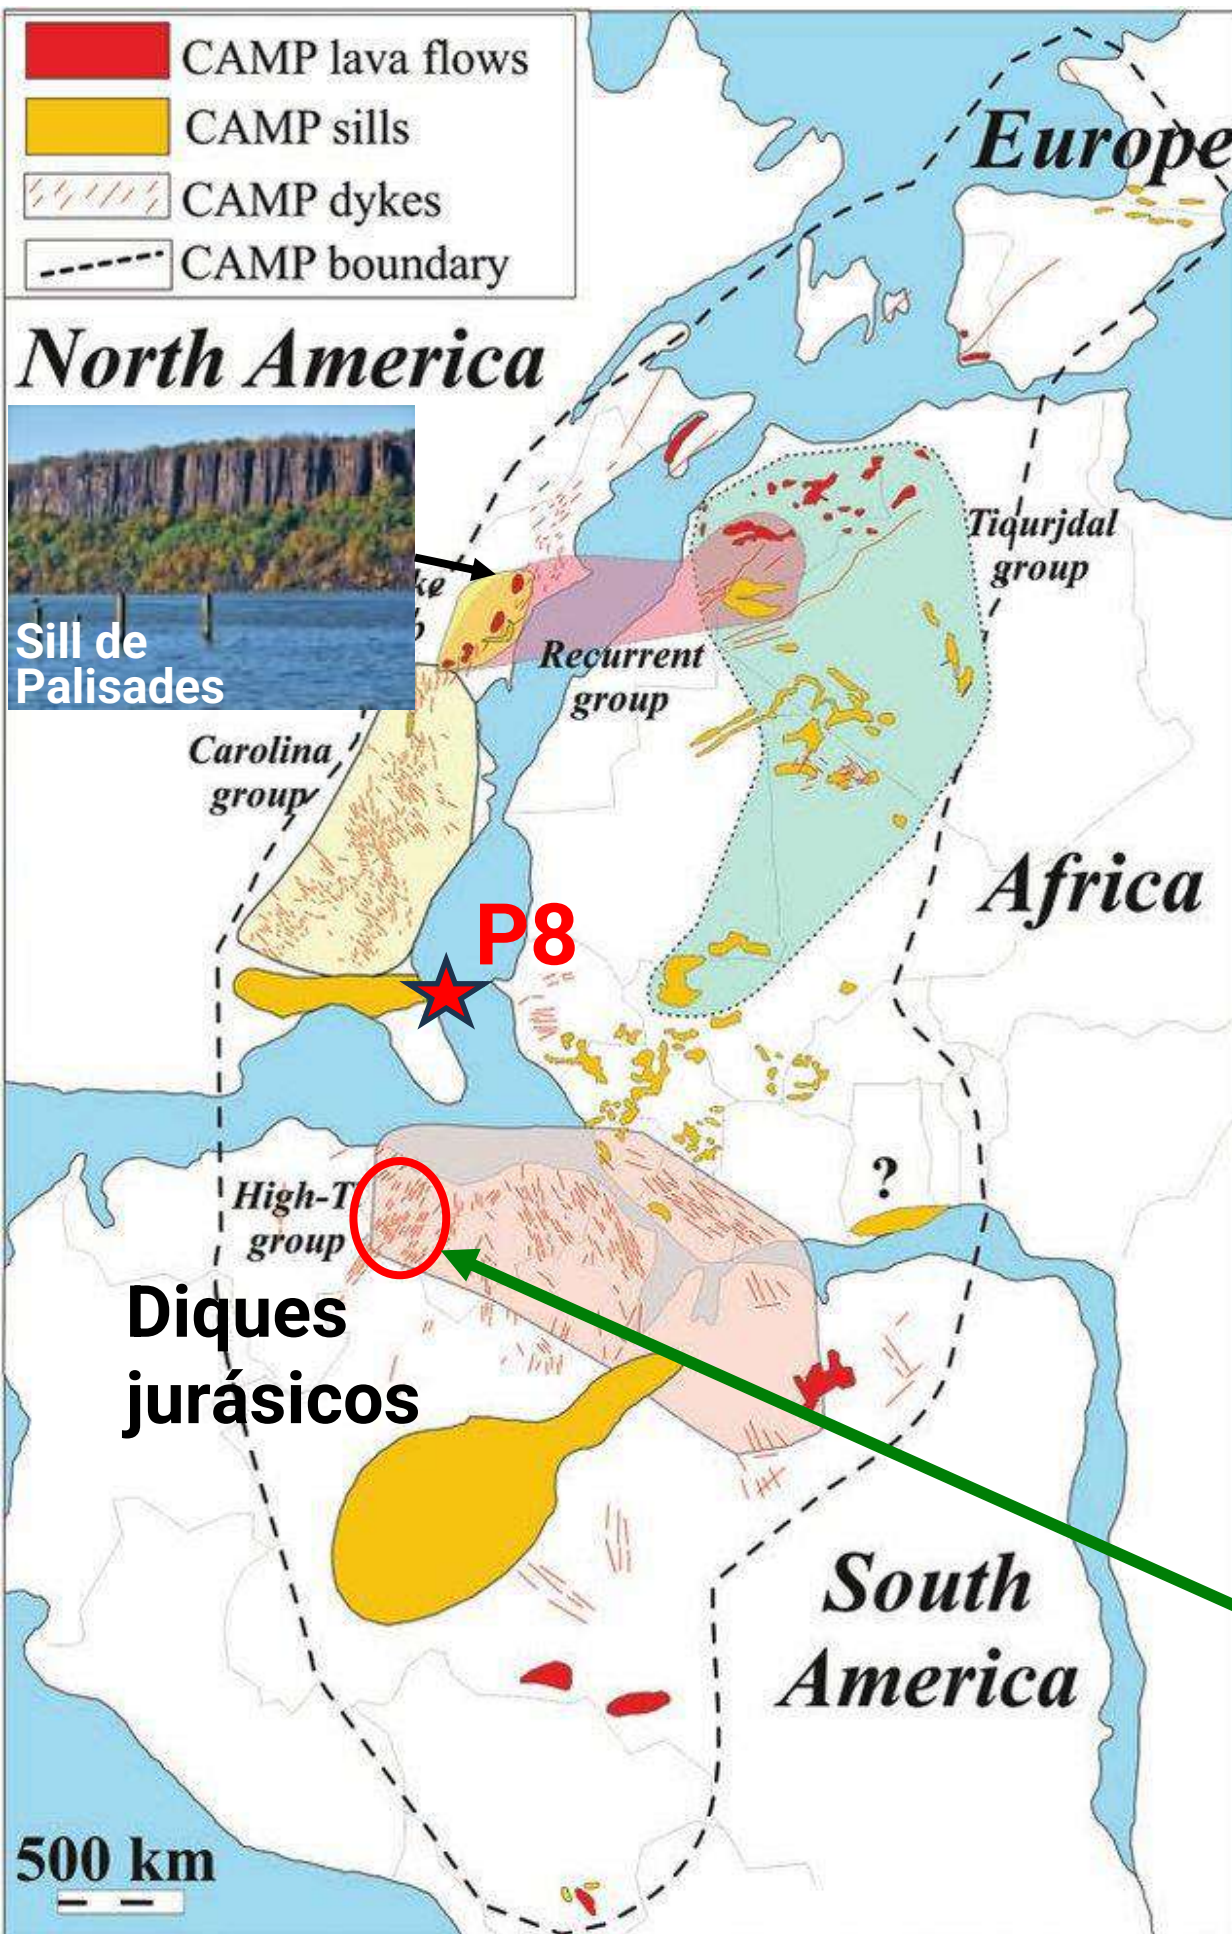 CAMP lava flows
CAMP sills
CAMP dykes
CAMP boundary
Europe
North America
Tiourjdal
group
Sill de
Palisades
Recurrent
group
Carolina
group
Africa
P8
?
High-T
group
Diques
jurásicos
South
America
500 km